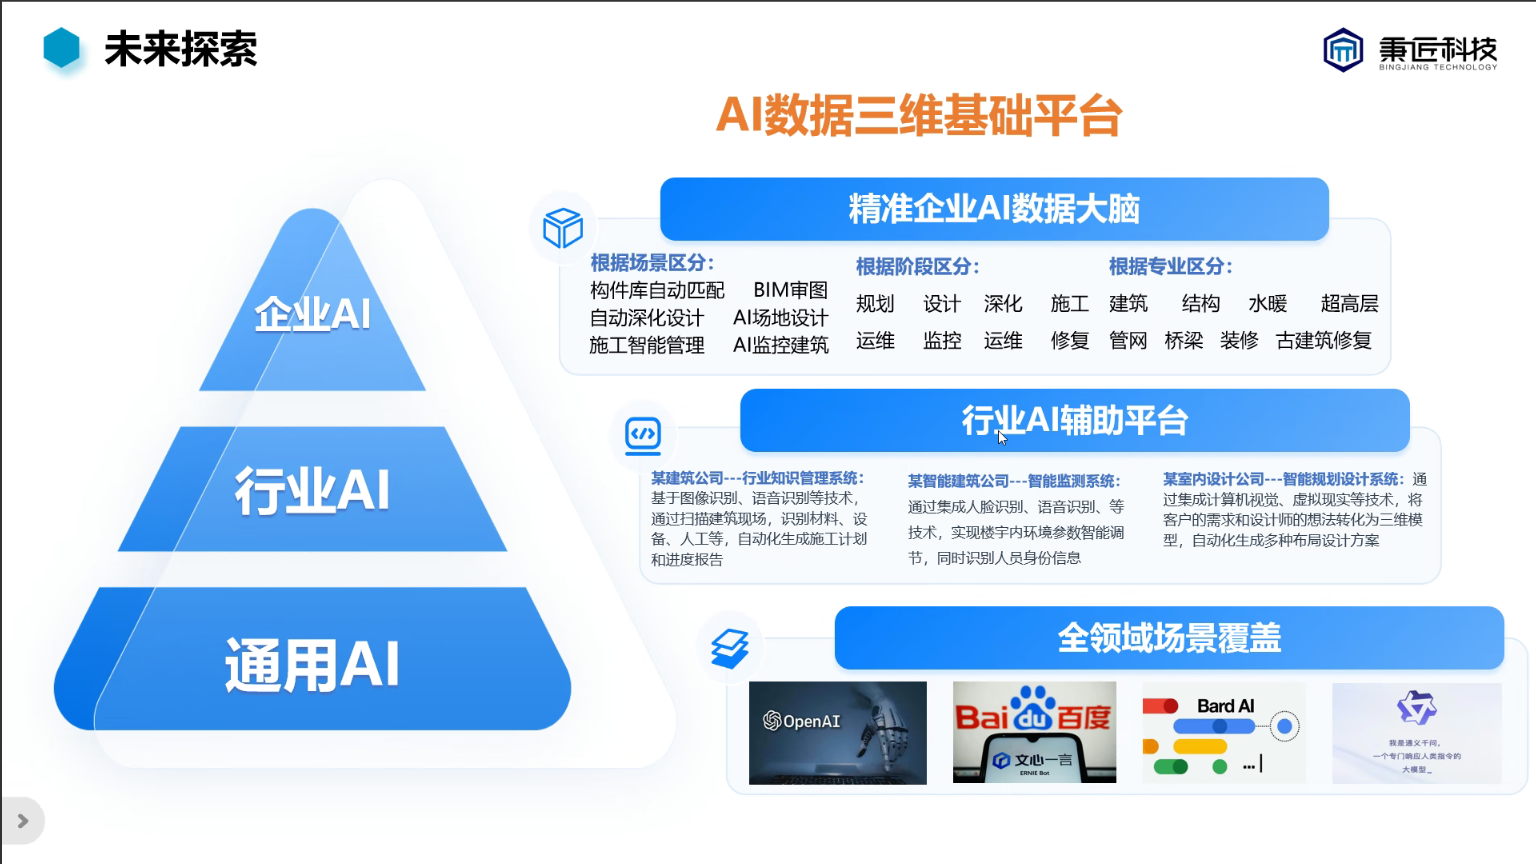 未来探索
秉匠科技
BINGJIANG TECHNOLOGY
AI数据三维基础平台
企业AI
行业AI
通用AI
精准企业AI数据大脑
根据场景区分：
构件库自动匹配 BIM审图
自动深化设计 AI场地设计
施工智能管理 AI监控建筑
根据阶段区分：
规划 设计 深化 施工
运维 监控 运维 修复
根据专业区分：
建筑 结构 水暖 超高层
管网 桥梁 装修 古建筑修复
行业AI辅助平台
某建筑公司---行业知识管理系统：
基于图像识别、语音识别等技术，
通过扫描建筑现场，识别材料、设
备、人工等，自动化生成施工计划
和进度报告
某智能建筑公司---智能监测系统：
通过集成人脸识别、语音识别、等
技术，实现楼宇内环境参数智能调
节，同时识别人员身份信息
某室内设计公司---智能规划设计系统：通
过集成计算机视觉、虚拟现实等技术，将
客户的需求和设计师的想法转化为三维模
型，自动化生成多种布局设计方案
全领域场景覆盖
OpenAI
Bai du 百度
文心一言
ERNIE Bot
Bard AI
...
我是通义千问，
一个专门响应人类指令的
大模型_